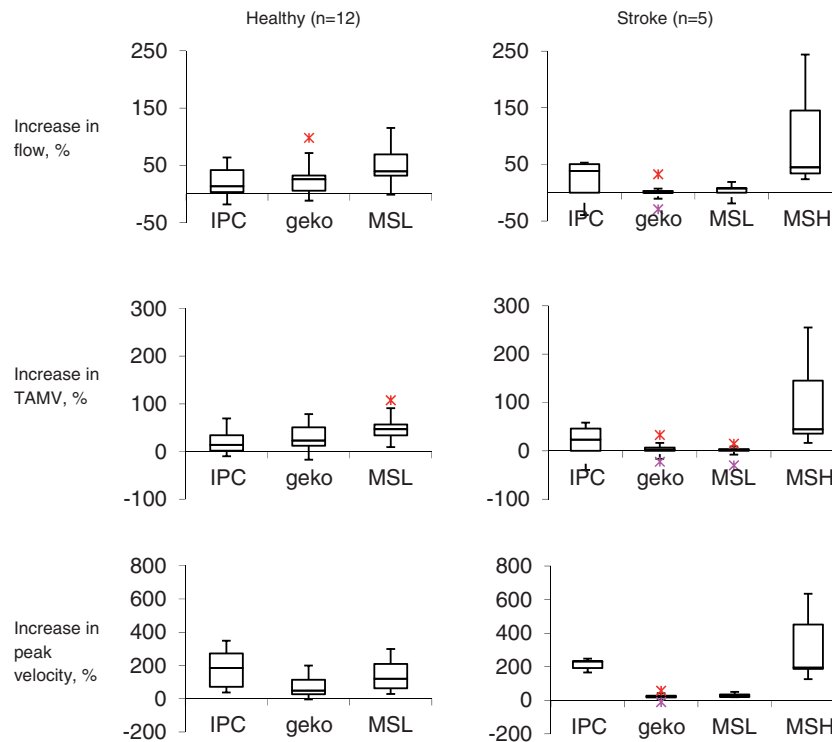 Healthy (n=12)
Stroke (n=5)
Increase in
flow, %
250
150
50
-50
IPC geko MSL
250
150
50
-50
IPC geko MSL MSH
Increase in
TAMV, %
300
200
100
0
-100
IPC geko MSL
300
200
100
0
-100
IPC geko MSL MSH
Increase in
peak
velocity, %
800
600
400
200
0
-200
IPC geko MSL
800
600
400
200
0
-200
IPC geko MSL MSH